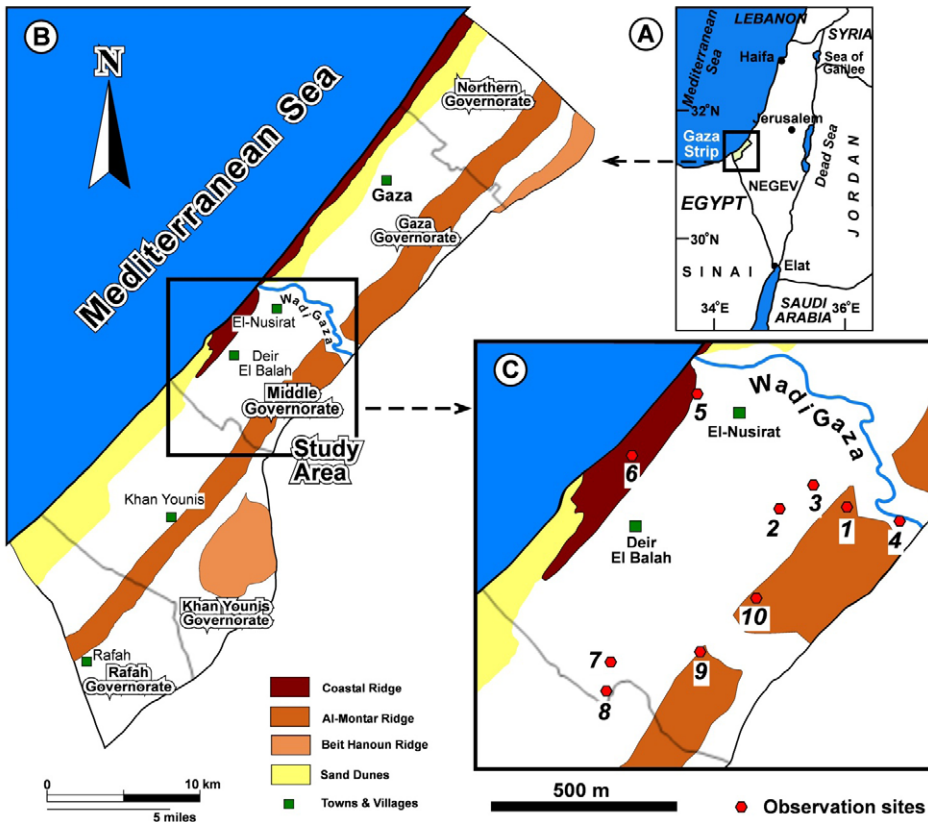 B
N
Mediterranean Sea
Northern
Governorate
Gaza
Gaza
Governorate
Wadi Gaza
El-Nusirat
Deir
El Balah
Middle
Governorate
Study
Area
Khan Younis
Khan Younis
Governorate
Rafah
Rafah
Governorate
Coastal Ridge
Al-Montar Ridge
Beit Hanoun Ridge
Sand Dunes
Towns & Villages
0 10 km
5 miles
A
LEBANON
SYRIA
Mediterranean
Sea
Haifa
Sea of
Galilee
32°N
Jerusalem
Gaza
Strip
Dead Sea
JORDAN
NEGEV
EGYPT
30°N
SINAI
Elat
SAUDI
ARABIA
34°E
36°E
C
Wadi Gaza
5
El-Nusirat
6
3
2
1
4
Deir
El Balah
10
7
9
8
500 m
Observation sites